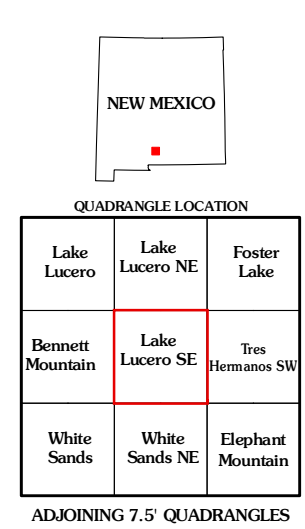 NEW MEXICO
QUADRANGLE LOCATION
Lake
Lucero
Lake
Lucero NE
Foster
Lake
Bennett
Mountain
Lake
Lucero SE
Tres
Hermanos SW
White
Sands
White
Sands NE
Elephant
Mountain
ADJOINING 7.5' QUADRANGLES